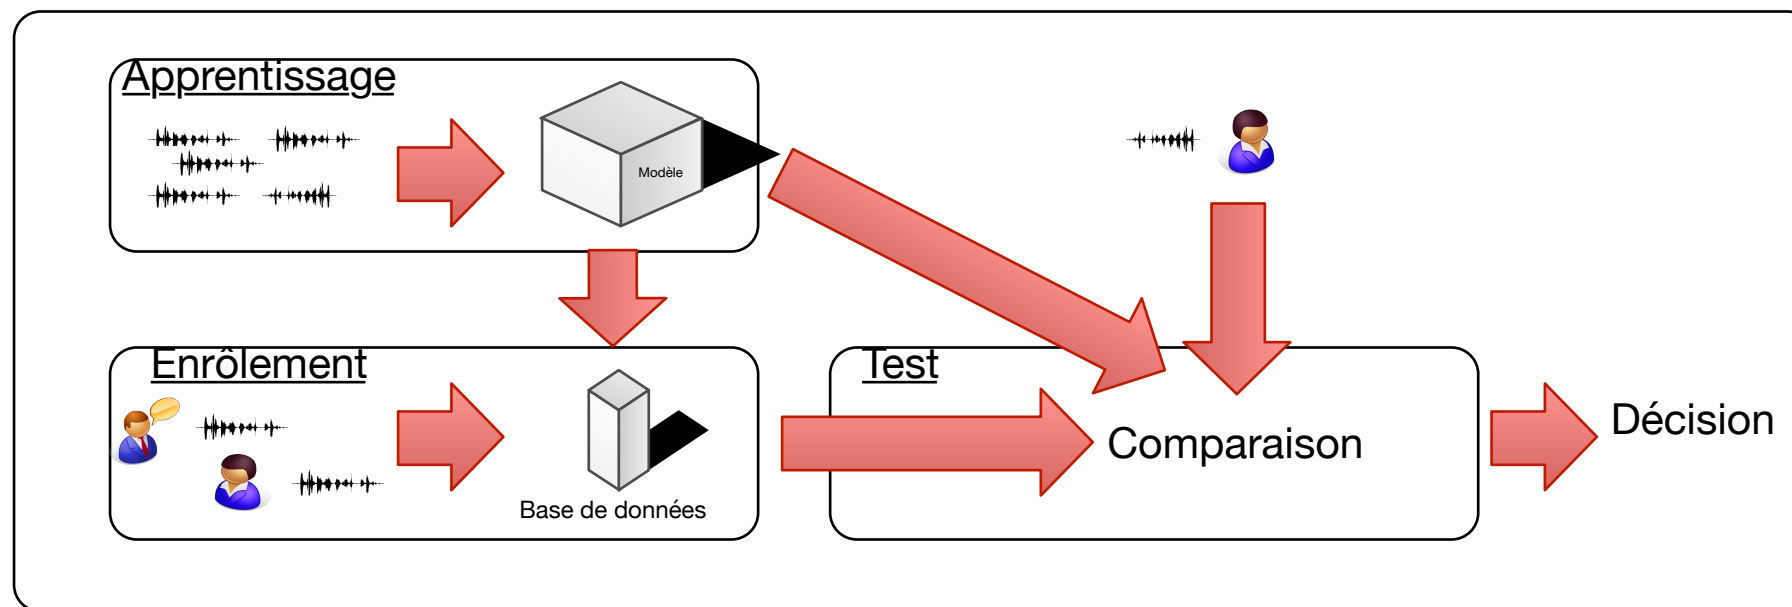 Apprentissage
Modèle
Enrôlement
Base de données
Test
Comparaison
Décision